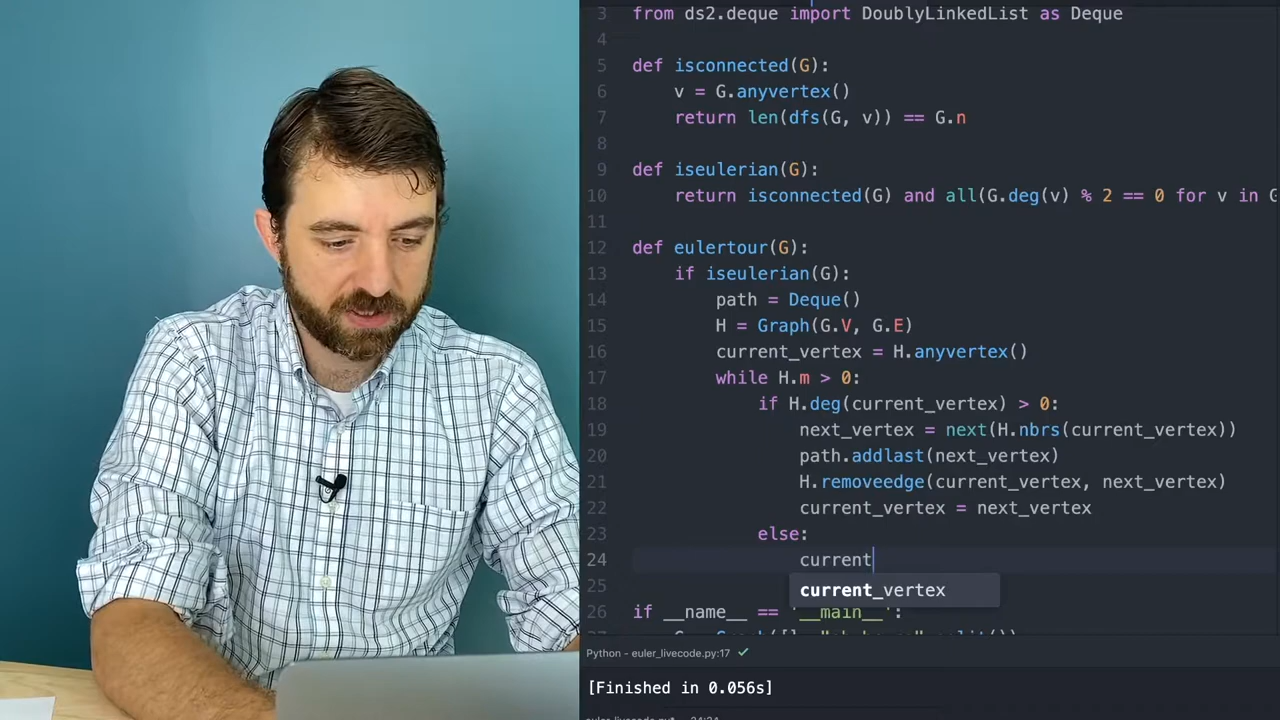 3 from ds2.deque import DoublyLinkedList as Deque
4
5 def isconnected(G):
6 v = G.anyvertex()
7 return len(dfs(G, v)) == G.n
8
9 def iseulerian(G):
10 return isconnected(G) and all(G.deg(v) % 2 == 0 for v in G
11
12 def eulertour(G):
13 if iseulerian(G):
14 path = Deque()
15 H = Graph(G.V, G.E)
16 current_vertex = H.anyvertex()
17 while H.m > 0:
18 if H.deg(current_vertex) > 0:
19 next_vertex = next(H.nbrs(current_vertex))
20 path.addlast(next_vertex)
21 H.removeedge(current_vertex, next_vertex)
22 current_vertex = next_vertex
23 else:
24 current
current_vertex
25
26 if __name__ == '__main__':
Python - euler_livecode.py:17 ✓
[Finished in 0.056s]